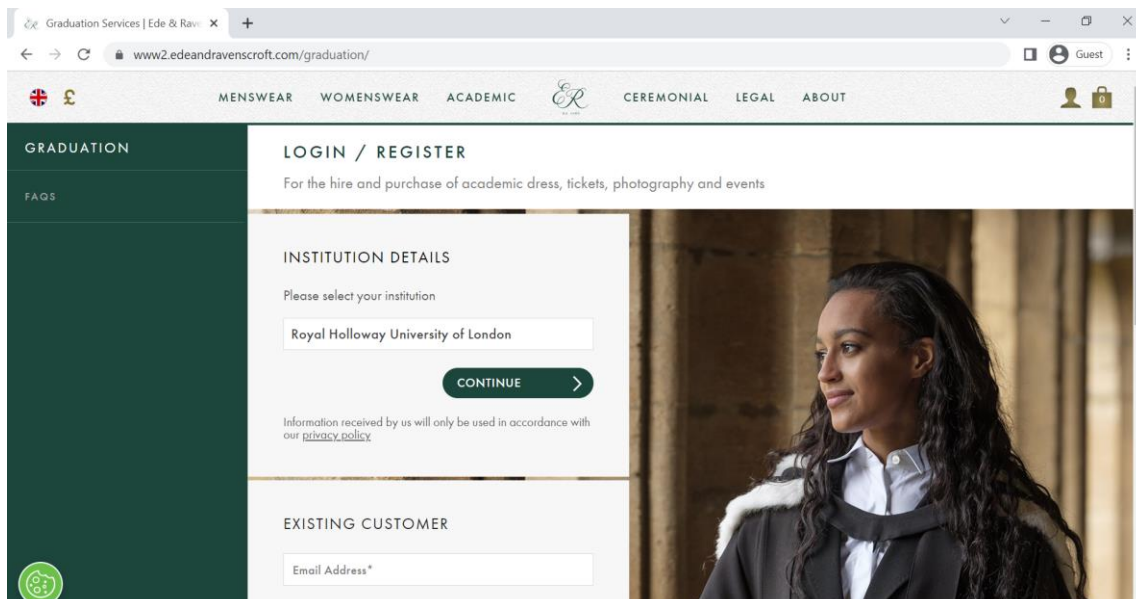 Graduation Services | Ede & Rave
www2.edeandravenscroft.com/graduation/
Guest
£
MENSWEAR WOMENSWEAR ACADEMIC ER CEREMONIAL LEGAL ABOUT
0
GRADUATION
FAQS
LOGIN / REGISTER
For the hire and purchase of academic dress, tickets, photography and events
INSTITUTION DETAILS
Please select your institution
Royal Holloway University of London
CONTINUE
Information received by us will only be used in accordance with
our privacy policy
EXISTING CUSTOMER
Email Address*